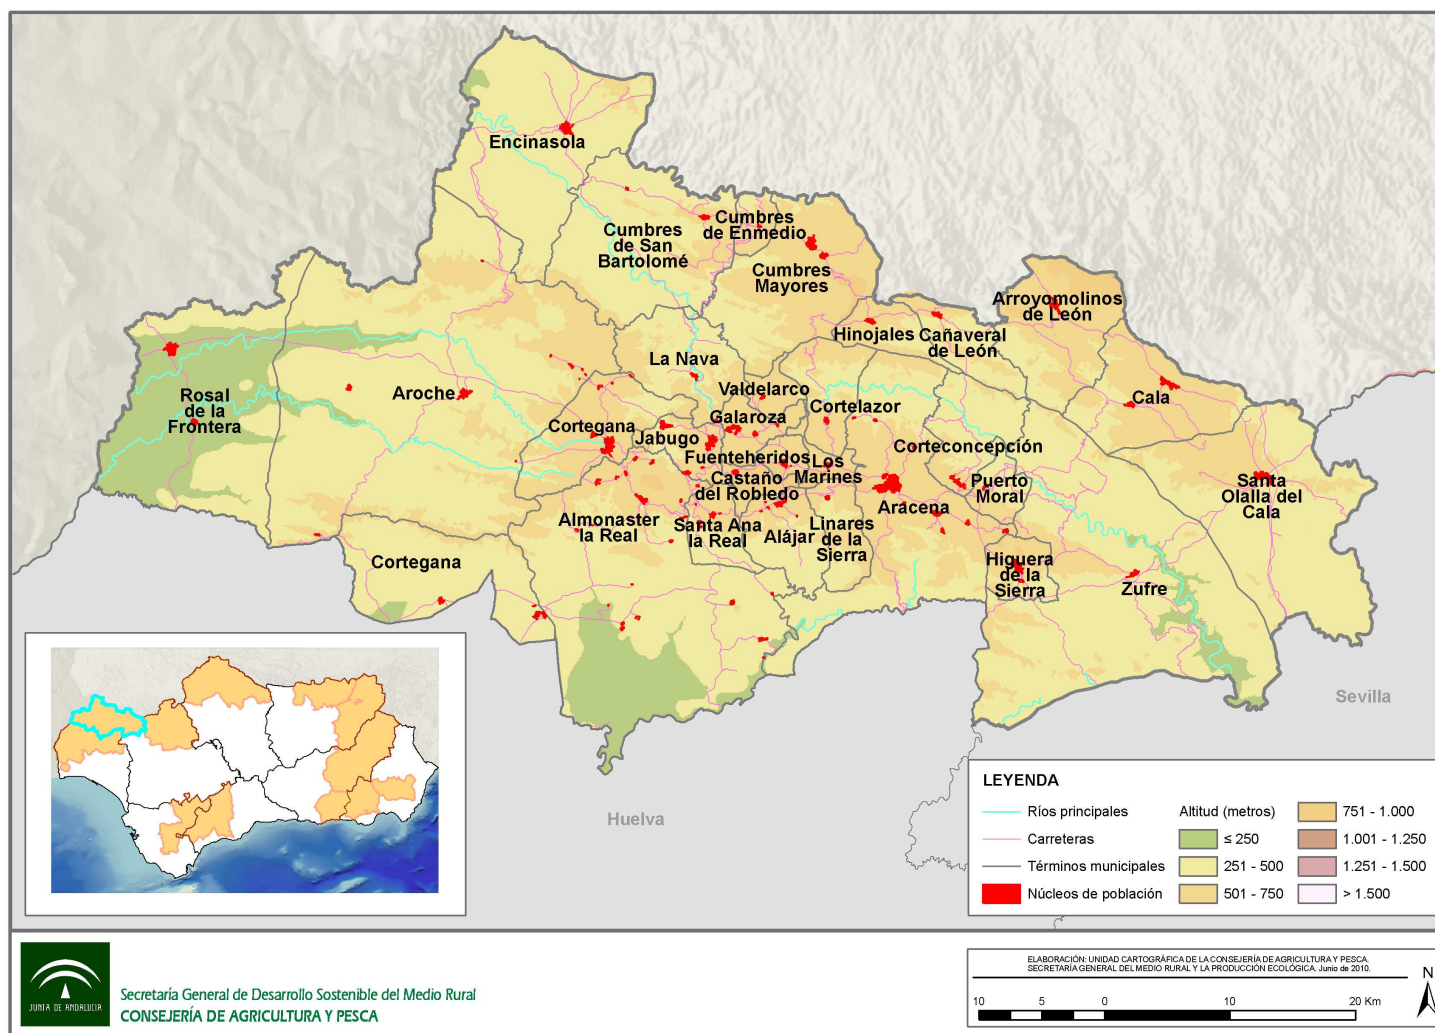 Encinasola
Cumbres
de San
Bartolomé
Cumbres
de Enmedio
Cumbres
Mayores
Arroyomolinos
de León
Hinojales
Cañaveral
de León
La Nava
Valdelarco
Cala
Rosal
de la
Frontera
Aroche
Cortegana
Jabugo
Galaroza
Cortelazor
Corteconcepción
Fuenteheridos
Los
Marines
Castaño
del Robledo
Puerto
Moral
Santa
Olalla del
Cala
Aracena
Almonaster
la Real
Santa Ana
la Real
Alájar
Linares
de la
Sierra
Cortegana
Higuera
de la
Sierra
Zufre
Sevilla
Huelva
LEYENDA
Ríos principales
Carreteras
Términos municipales
Núcleos de población
Altitud (metros)
≤ 250
251 - 500
501 - 750
751 - 1.000
1.001 - 1.250
1.251 - 1.500
> 1.500
JUNTA DE ANDALUCIA
Secretaría General de Desarrollo Sostenible del Medio Rural
CONSEJERÍA DE AGRICULTURA Y PESCA
ELABORACIÓN: UNIDAD CARTOGRÁFICA DE LA CONSEJERÍA DE AGRICULTURA Y PESCA.
SECRETARÍA GENERAL DEL MEDIO RURAL Y LA PRODUCCIÓN ECOLÓGICA. Junio de 2010.
10 5 0 10 20 Km
N